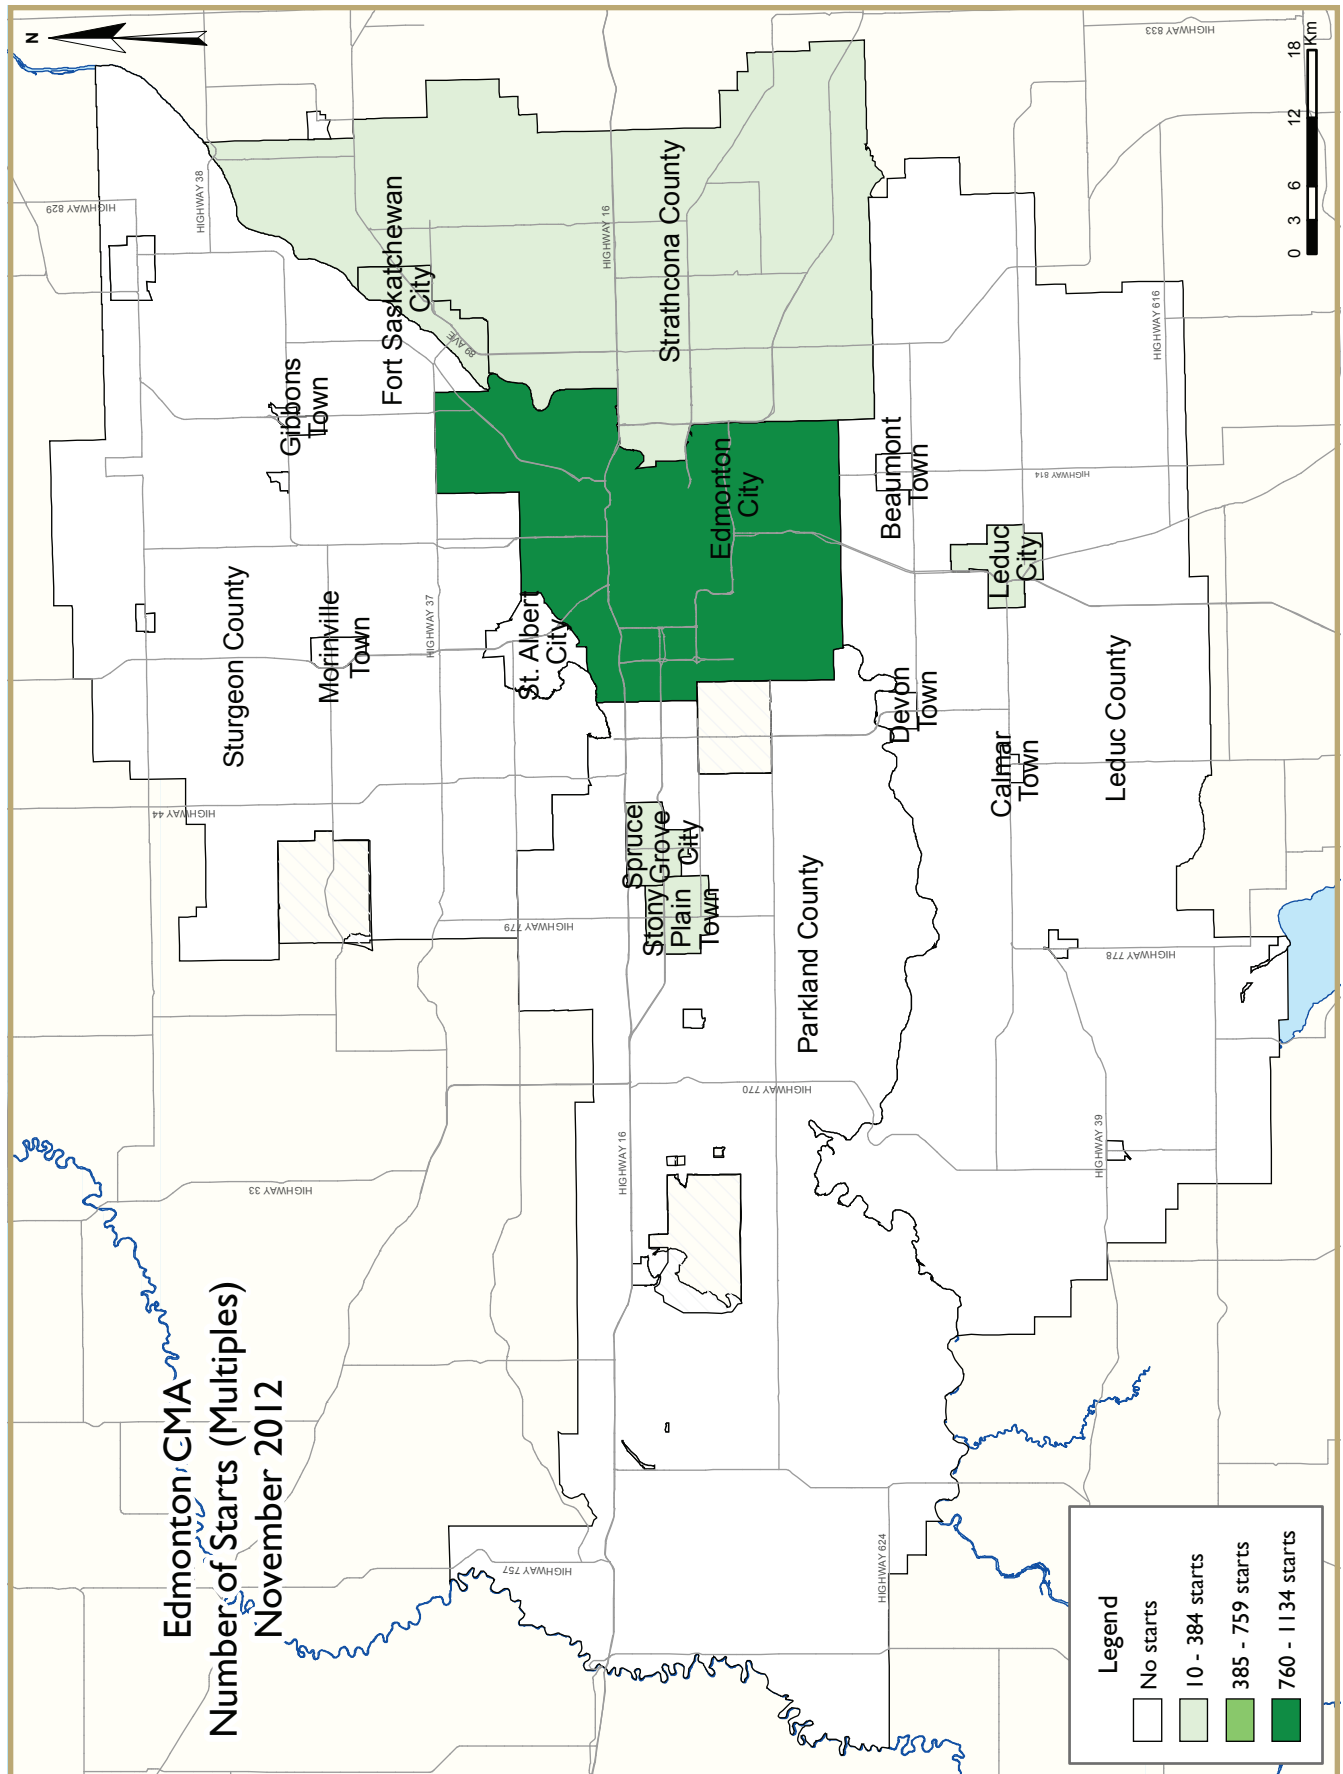 Edmonton CMA
Number of Starts (Multiples)
November 2012
N
HIGHWAY 829
HIGHWAY 38
HIGHWAY 833
Gibbons
Town
Fort Saskatchewan
City
89 AVE
HIGHWAY 16
Strathcona County
Sturgeon County
Morinville
Town
HIGHWAY 37
St. Albert
City
HIGHWAY 44
HIGHWAY 33
HIGHWAY 779
Edmonton
City
Spruce
Grove
City
Stony
Plain
Town
Parkland County
HIGHWAY 770
HIGHWAY 16
HIGHWAY 757
HIGHWAY 624
Beaumont
Town
HIGHWAY 814
HIGHWAY 616
Leduc
City
Devon
Town
Calmar
Town
Leduc County
HIGHWAY 778
HIGHWAY 39
Legend
No starts
10 - 384 starts
385 - 759 starts
760 - 1134 starts
0 3 6 12 18
Km